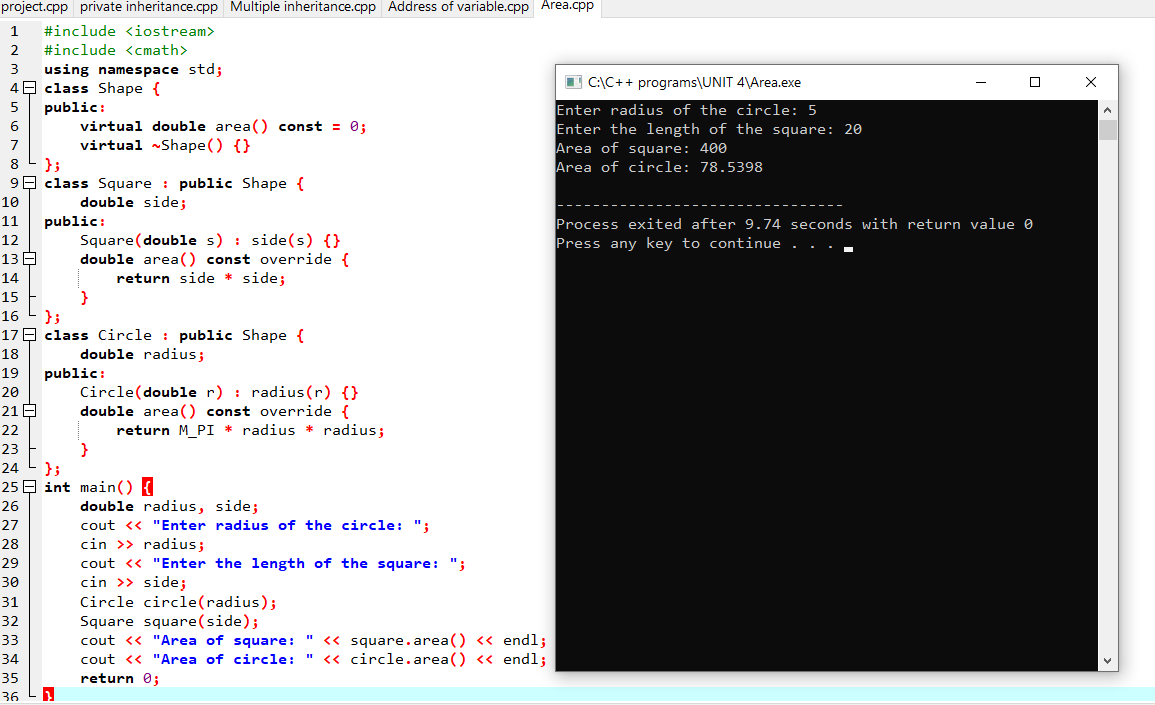 project.cpp private inheritance.cpp Multiple inheritance.cpp Address of variable.cpp Area.cpp
1 #include <iostream>
2 #include <cmath>
3 using namespace std;
4 class Shape {
5 public:
6 virtual double area() const = 0;
7 virtual ~Shape() {}
8 };
9 class Square : public Shape {
10 double side;
11 public:
12 Square(double s) : side(s) {}
13 double area() const override {
14 return side * side;
15 }
16 };
17 class Circle : public Shape {
18 double radius;
19 public:
20 Circle(double r) : radius(r) {}
21 double area() const override {
22 return M_PI * radius * radius;
23 }
24 };
25 int main() {
26 double radius, side;
27 cout << "Enter radius of the circle: ";
28 cin >> radius;
29 cout << "Enter the length of the square: ";
30 cin >> side;
31 Circle circle(radius);
32 Square square(side);
33 cout << "Area of square: " << square.area() << endl;
34 cout << "Area of circle: " << circle.area() << endl;
35 return 0;
36 }
C:\C++ programs\UNIT 4\Area.exe
Enter radius of the circle: 5
Enter the length of the square: 20
Area of square: 400
Area of circle: 78.5398
--------------------------------
Process exited after 9.74 seconds with return value 0
Press any key to continue . . .